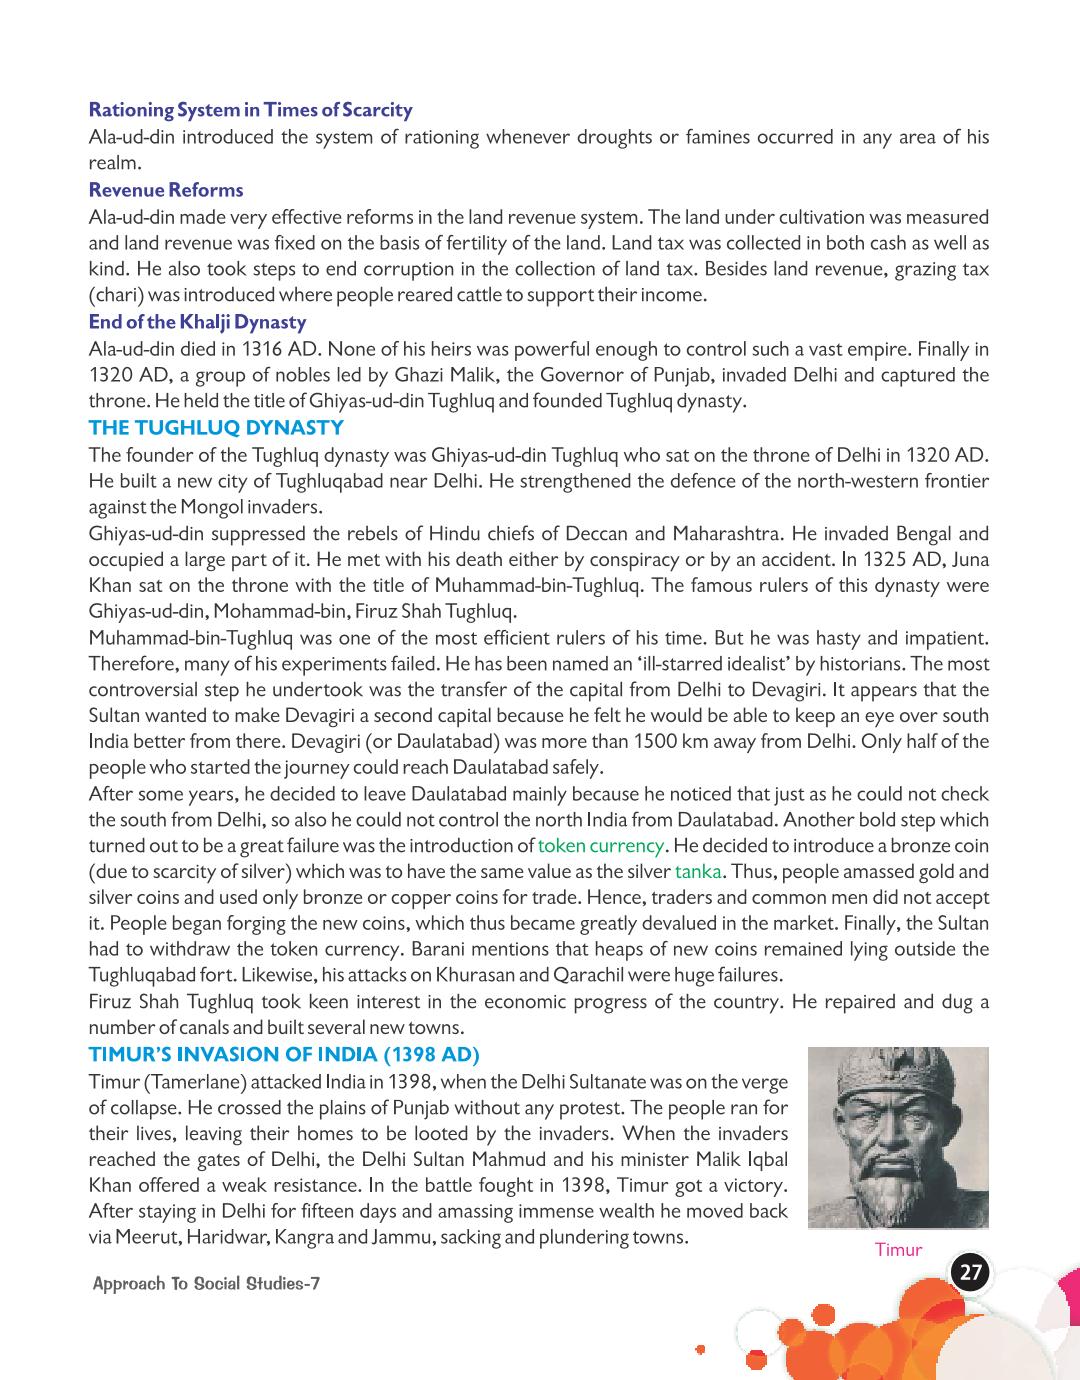 Rationing System in Times of Scarcity
Ala-ud-din introduced the system of rationing whenever droughts or famines occurred in any area of his
realm.
Revenue Reforms
Ala-ud-din made very effective reforms in the land revenue system. The land under cultivation was measured
and land revenue was fixed on the basis of fertility of the land. Land tax was collected in both cash as well as
kind. He also took steps to end corruption in the collection of land tax. Besides land revenue, grazing tax
(chari) was introduced where people reared cattle to support their income.
End of the Khalji Dynasty
Ala-ud-din died in 1316 AD. None of his heirs was powerful enough to control such a vast empire. Finally in
1320 AD, a group of nobles led by Ghazi Malik, the Governor of Punjab, invaded Delhi and captured the
throne. He held the title of Ghiyas-ud-din Tughluq and founded Tughluq dynasty.
THE TUGHLUQ DYNASTY
The founder of the Tughluq dynasty was Ghiyas-ud-din Tughluq who sat on the throne of Delhi in 1320 AD.
He built a new city of Tughluqabad near Delhi. He strengthened the defence of the north-western frontier
against the Mongol invaders.
Ghiyas-ud-din suppressed the rebels of Hindu chiefs of Deccan and Maharashtra. He invaded Bengal and
occupied a large part of it. He met with his death either by conspiracy or by an accident. In 1325 AD, Juna
Khan sat on the throne with the title of Muhammad-bin-Tughluq. The famous rulers of this dynasty were
Ghiyas-ud-din, Mohammad-bin, Firuz Shah Tughluq.
Muhammad-bin-Tughluq was one of the most efficient rulers of his time. But he was hasty and impatient.
Therefore, many of his experiments failed. He has been named an ‘ill-starred idealist’ by historians. The most
controversial step he undertook was the transfer of the capital from Delhi to Devagiri. It appears that the
Sultan wanted to make Devagiri a second capital because he felt he would be able to keep an eye over south
India better from there. Devagiri (or Daulatabad) was more than 1500 km away from Delhi. Only half of the
people who started the journey could reach Daulatabad safely.
After some years, he decided to leave Daulatabad mainly because he noticed that just as he could not check
the south from Delhi, so also he could not control the north India from Daulatabad. Another bold step which
turned out to be a great failure was the introduction of token currency. He decided to introduce a bronze coin
(due to scarcity of silver) which was to have the same value as the silver tanka. Thus, people amassed gold and
silver coins and used only bronze or copper coins for trade. Hence, traders and common men did not accept
it. People began forging the new coins, which thus became greatly devalued in the market. Finally, the Sultan
had to withdraw the token currency. Barani mentions that heaps of new coins remained lying outside the
Tughluqabad fort. Likewise, his attacks on Khurasan and Qarachil were huge failures.
Firuz Shah Tughluq took keen interest in the economic progress of the country. He repaired and dug a
number of canals and built several new towns.
TIMUR’S INVASION OF INDIA (1398 AD)
Timur (Tamerlane) attacked India in 1398, when the Delhi Sultanate was on the verge
of collapse. He crossed the plains of Punjab without any protest. The people ran for
their lives, leaving their homes to be looted by the invaders. When the invaders
reached the gates of Delhi, the Delhi Sultan Mahmud and his minister Malik Iqbal
Khan offered a weak resistance. In the battle fought in 1398, Timur got a victory.
After staying in Delhi for fifteen days and amassing immense wealth he moved back
via Meerut, Haridwar, Kangra and Jammu, sacking and plundering towns.
Timur
Approach To Social Studies-7
27